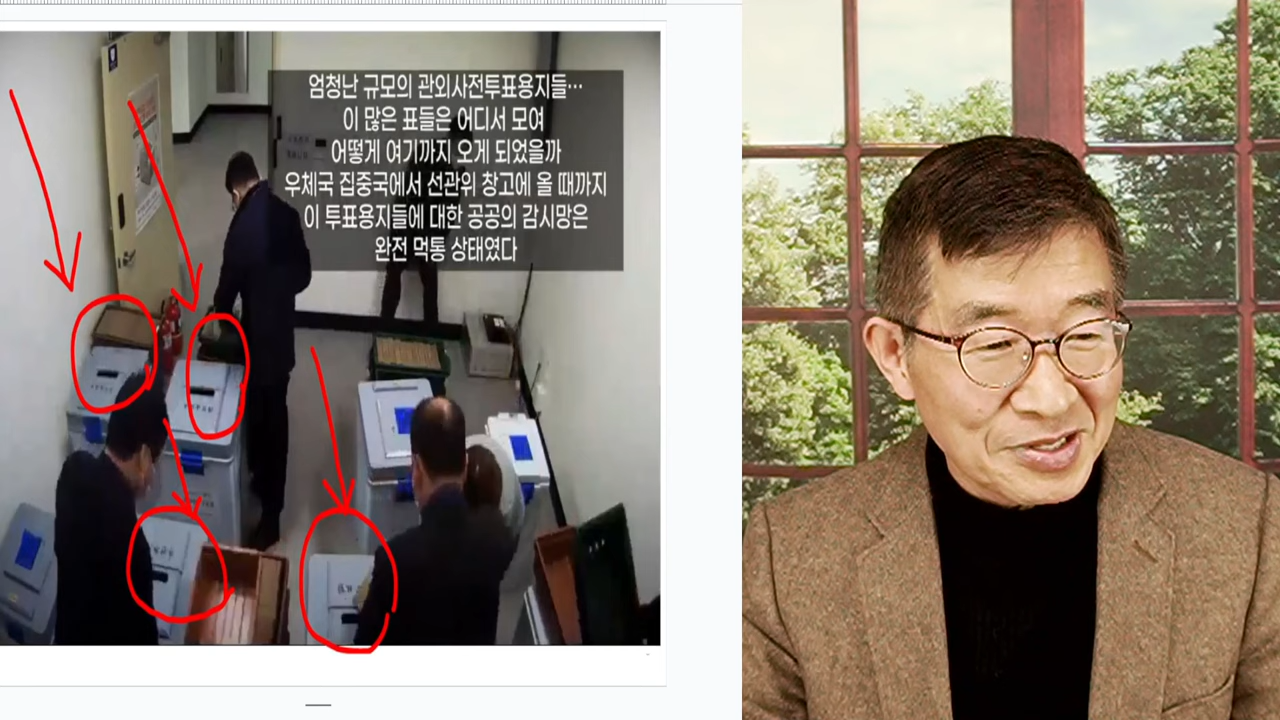 엄청난 규모의 관외사전투표용지들…
이 많은 표들은 어디서 모여
어떻게 여기까지 오게 되었을까
우체국 집중국에서 선관위 창고에 올 때까지
이 투표용지들에 대한 공공의 감시망은
완전 먹통 상태였다